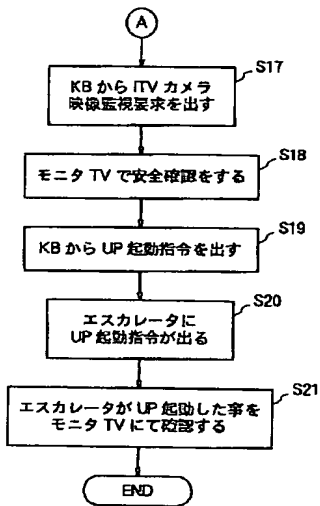 A
S17
KB から ITV カメラ
映像監視要求を出す
S18
モニタ TV で安全確認をする
S19
KB から UP 起動指令を出す
S20
エスカレータに
UP 起動指令が出る
S21
エスカレータが UP 起動した事を
モニタ TV にて確認する
END